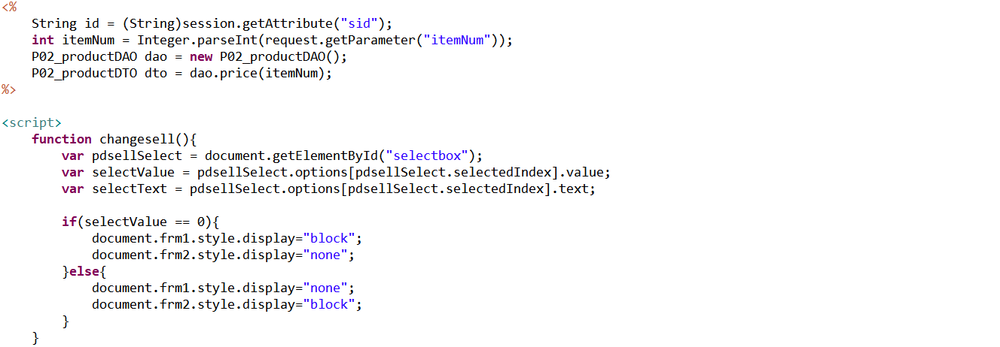 <%
    String id = (String)session.getAttribute("sid");
    int itemNum = Integer.parseInt(request.getParameter("itemNum"));
    P02_productDAO dao = new P02_productDAO();
    P02_productDTO dto = dao.price(itemNum);
%>
<script>
    function changesell(){
        var pdsellSelect = document.getElementById("selectbox");
        var selectValue = pdsellSelect.options[pdsellSelect.selectedIndex].value;
        var selectText = pdsellSelect.options[pdsellSelect.selectedIndex].text;
        if(selectValue == 0){
            document.frm1.style.display="block";
            document.frm2.style.display="none";
        }else{
            document.frm1.style.display="none";
            document.frm2.style.display="block";
        }
    }